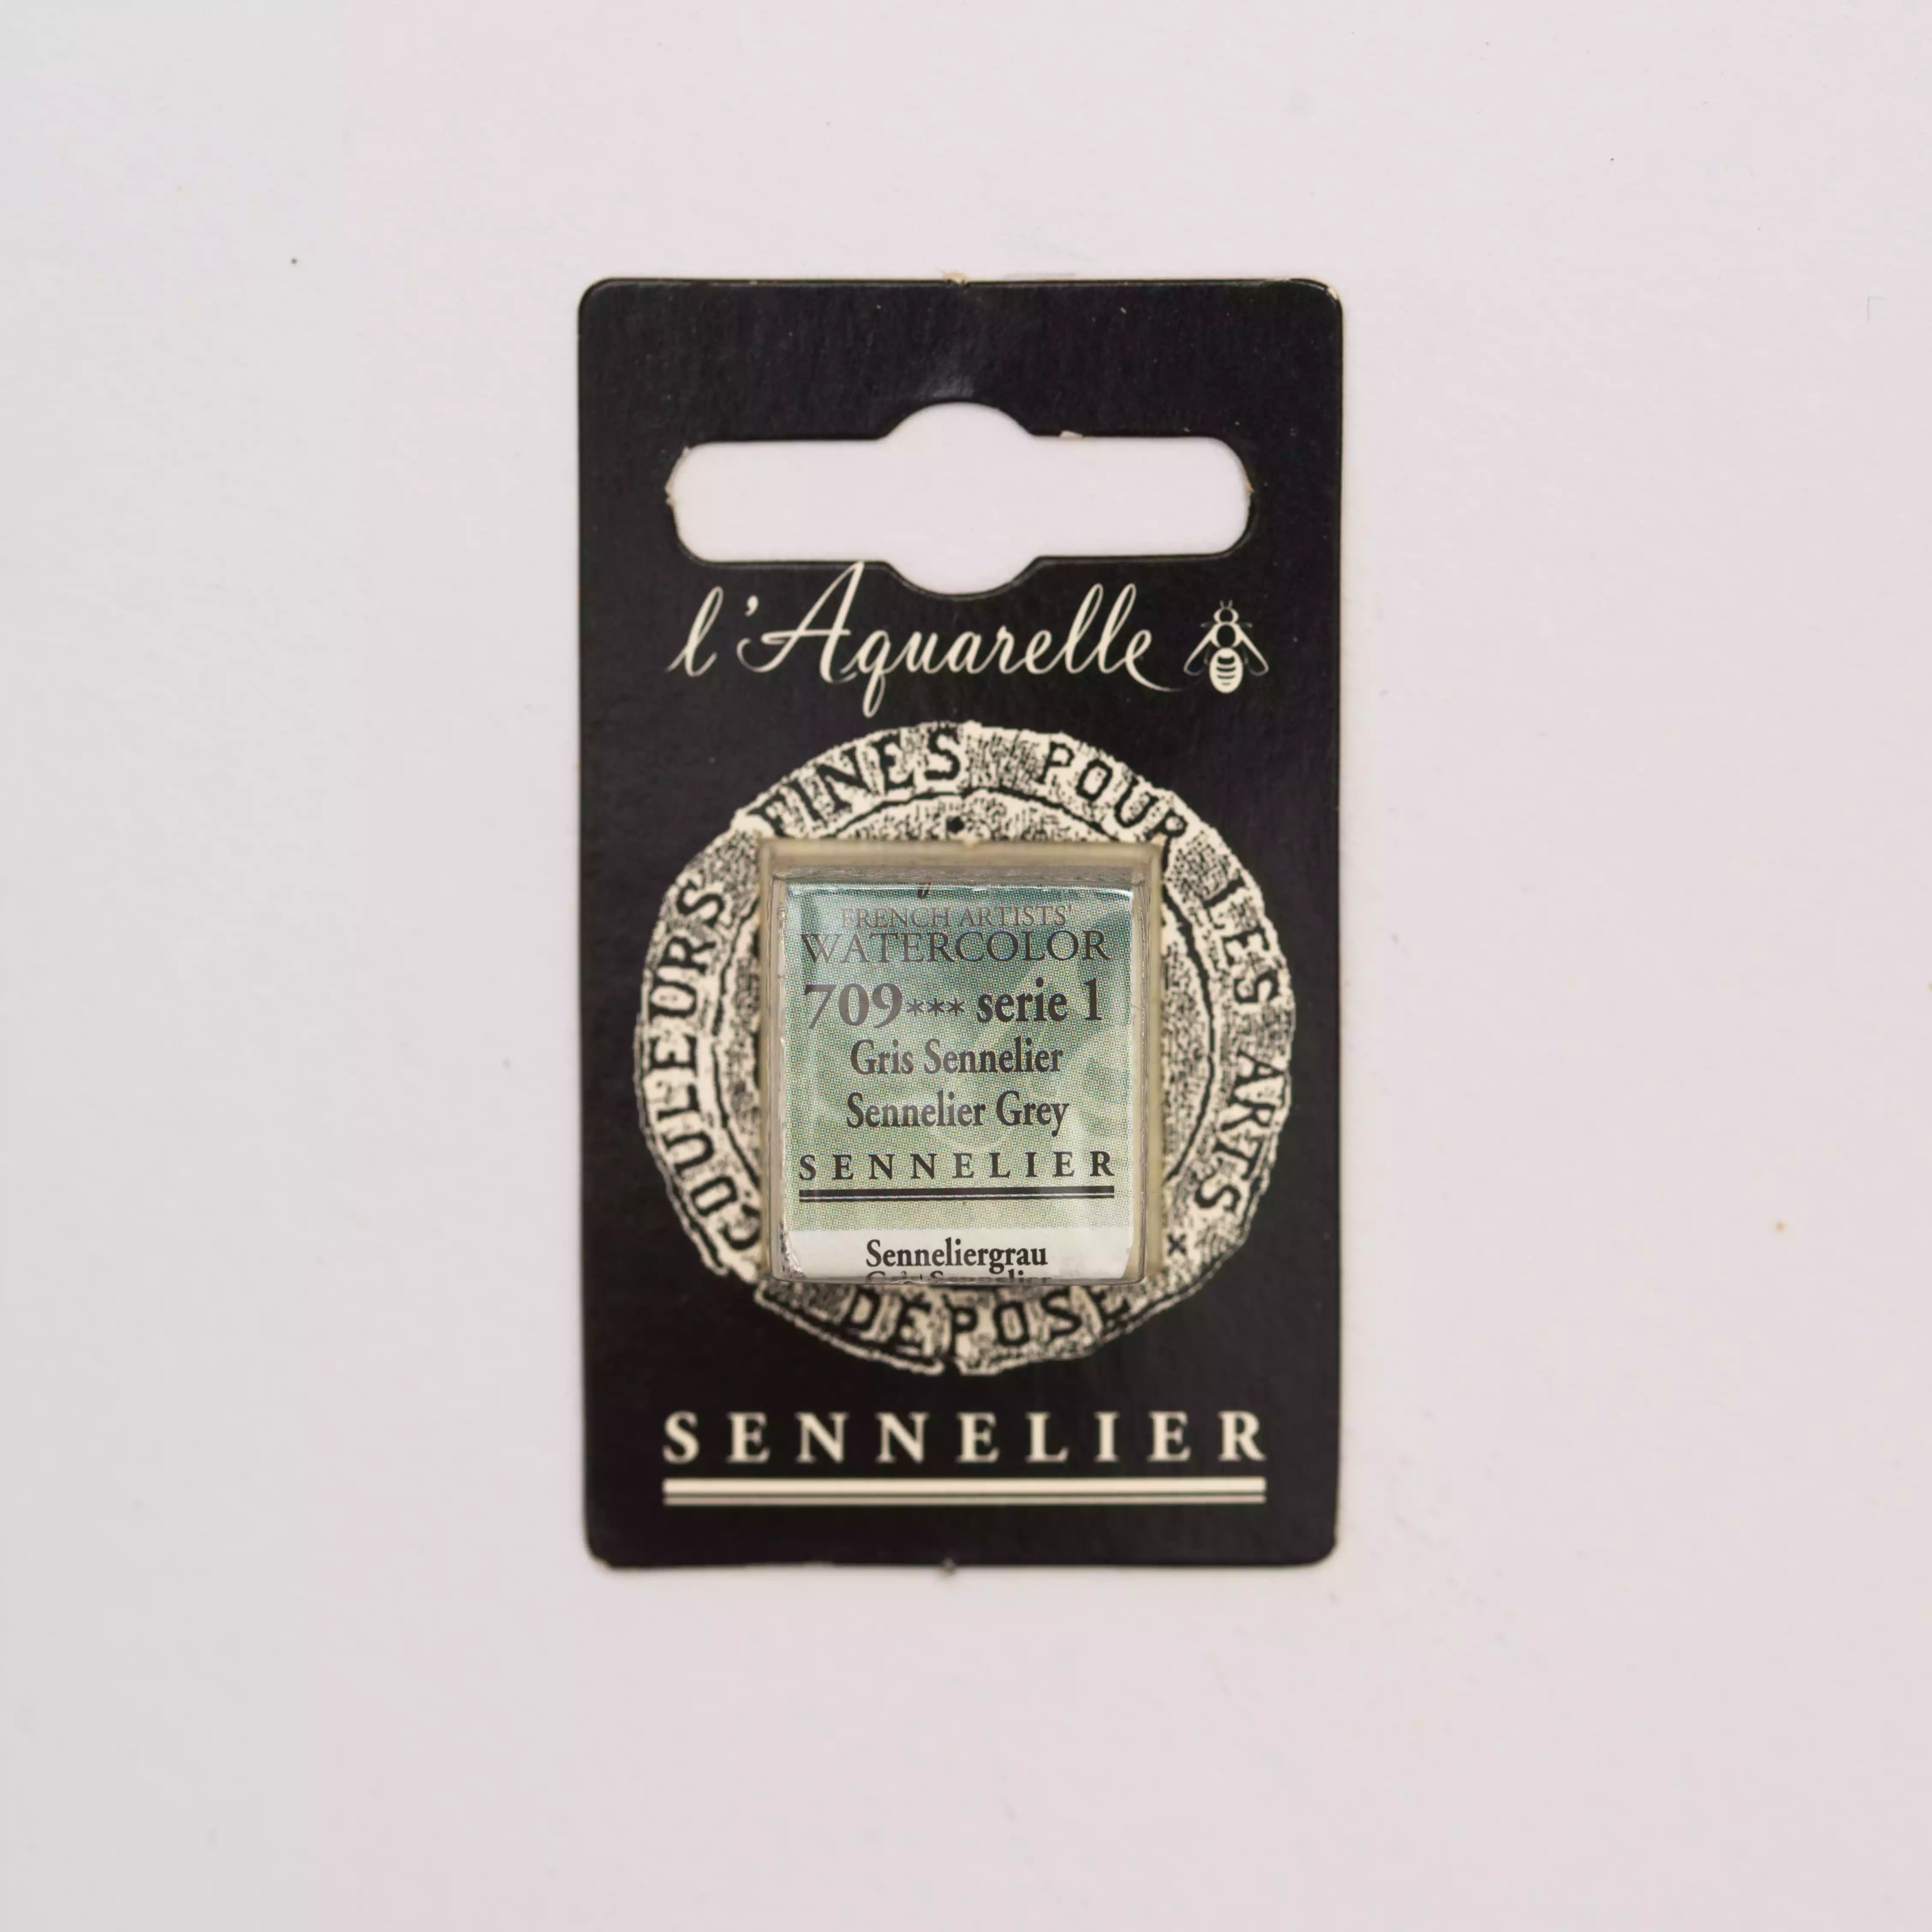 l'Aquarelle
COULEURS FINES POUR LES ARTS
DÉPOSÉ
FRENCH ARTISTS'
WATERCOLOR
709*** serie 1
Gris Sennelier
Sennelier Grey
SENNELIER
Senneliergrau
SENNELIER